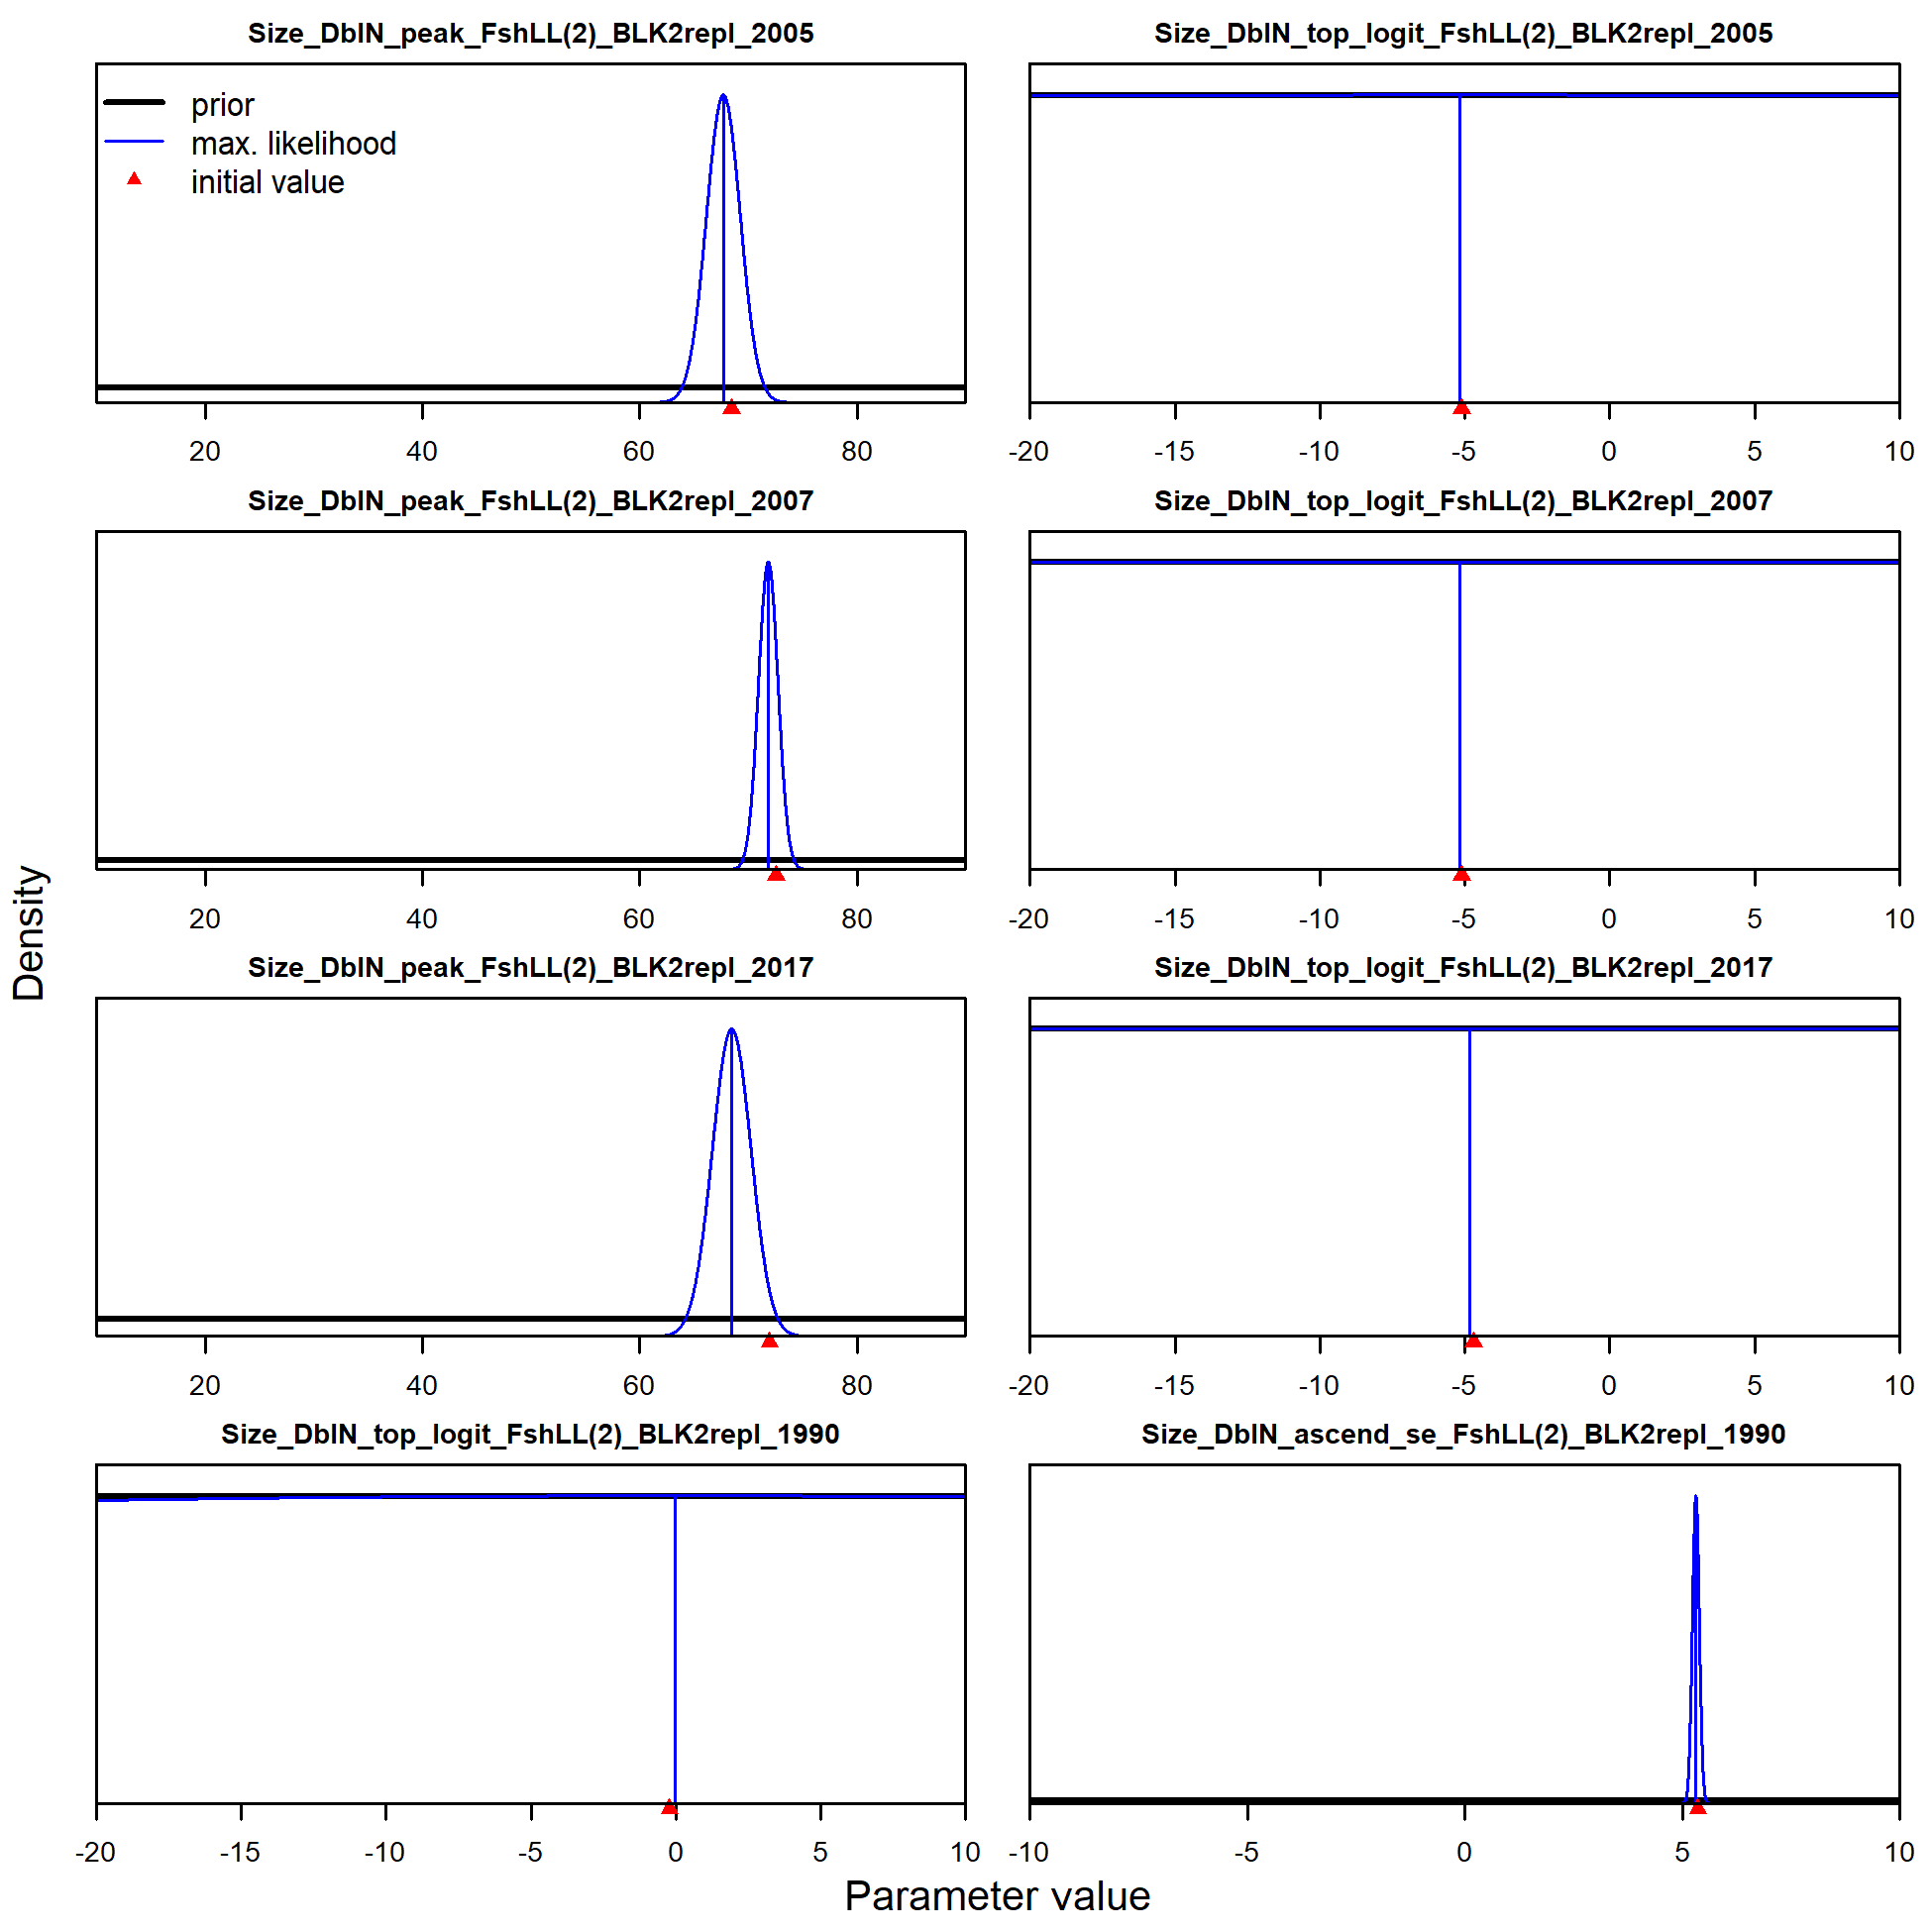 Size_DblN_peak_FshLL(2)_BLK2repl_2005
Size_DblN_top_logit_FshLL(2)_BLK2repl_2005
prior
max. likelihood
initial value
20 40 60 80
-20 -15 -10 -5 0 5 10
Size_DblN_peak_FshLL(2)_BLK2repl_2007
Size_DblN_top_logit_FshLL(2)_BLK2repl_2007
20 40 60 80
-20 -15 -10 -5 0 5 10
Density
Size_DblN_peak_FshLL(2)_BLK2repl_2017
Size_DblN_top_logit_FshLL(2)_BLK2repl_2017
20 40 60 80
-20 -15 -10 -5 0 5 10
Size_DblN_top_logit_FshLL(2)_BLK2repl_1990
Size_DblN_ascend_se_FshLL(2)_BLK2repl_1990
-20 -15 -10 -5 0 5 10
-10 -5 0 5 10
Parameter value